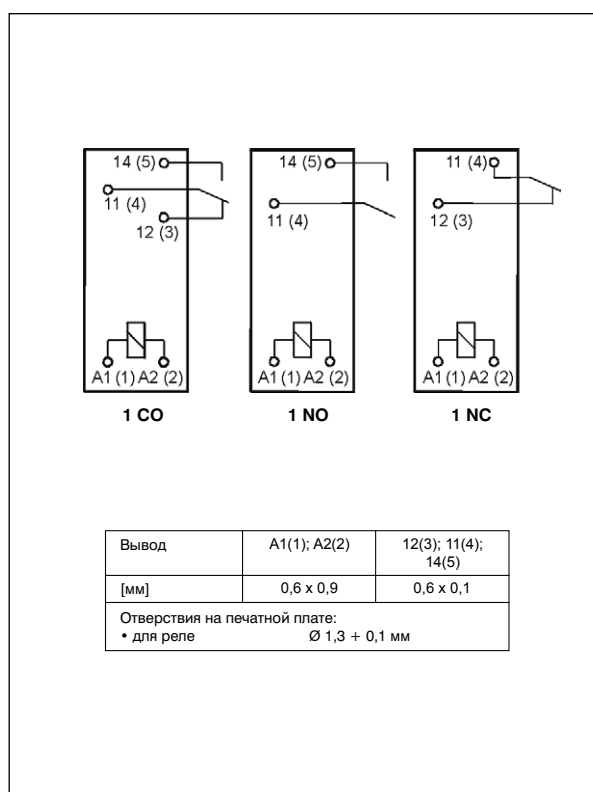 14 (5)
11 (4)
12 (3)
A1 (1) A2 (2)
1 CO
14 (5)
11 (4)
A1 (1) A2 (2)
1 NO
11 (4)
12 (3)
A1 (1) A2 (2)
1 NC
Вывод A1(1); A2(2) 12(3); 11(4);
14(5)
[мм] 0,6 x 0,9 0,6 x 0,1
Отверстия на печатной плате:
• для реле Ø 1,3 + 0,1 мм